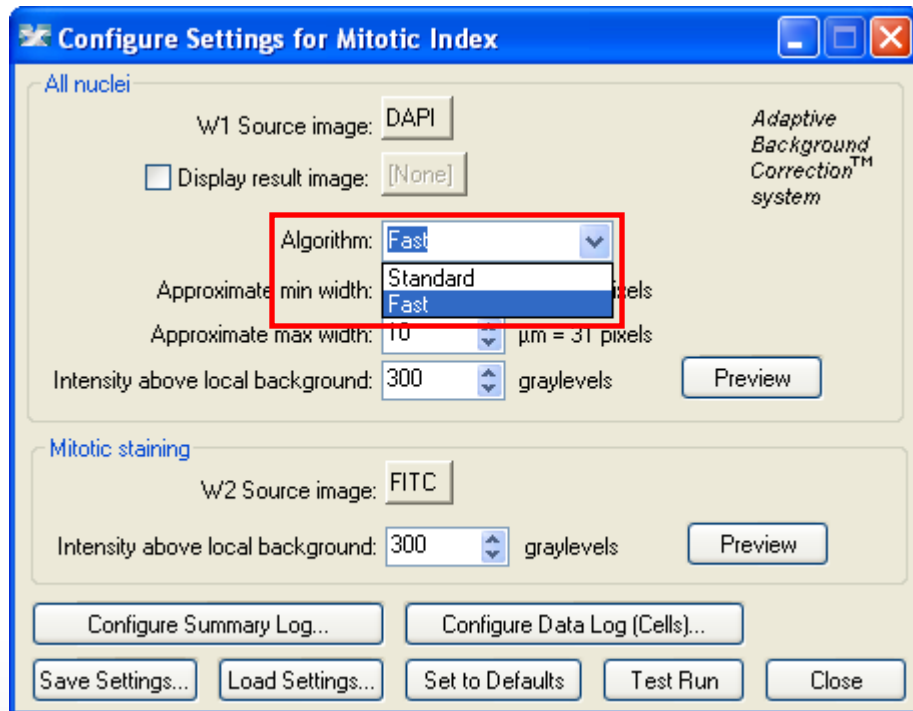 Configure Settings for Mitotic Index
All nuclei
W1 Source image: DAPI
Adaptive
Background
Correction™
system
Display result image: [None]
Algorithm: Fast
Standard
Fast
Approximate min width:
Approximate max width: 10 µm = 31 pixels
Intensity above local background: 300 graylevels Preview
Mitotic staining
W2 Source image: FITC
Intensity above local background: 300 graylevels Preview
Configure Summary Log... Configure Data Log (Cells)...
Save Settings... Load Settings... Set to Defaults Test Run Close